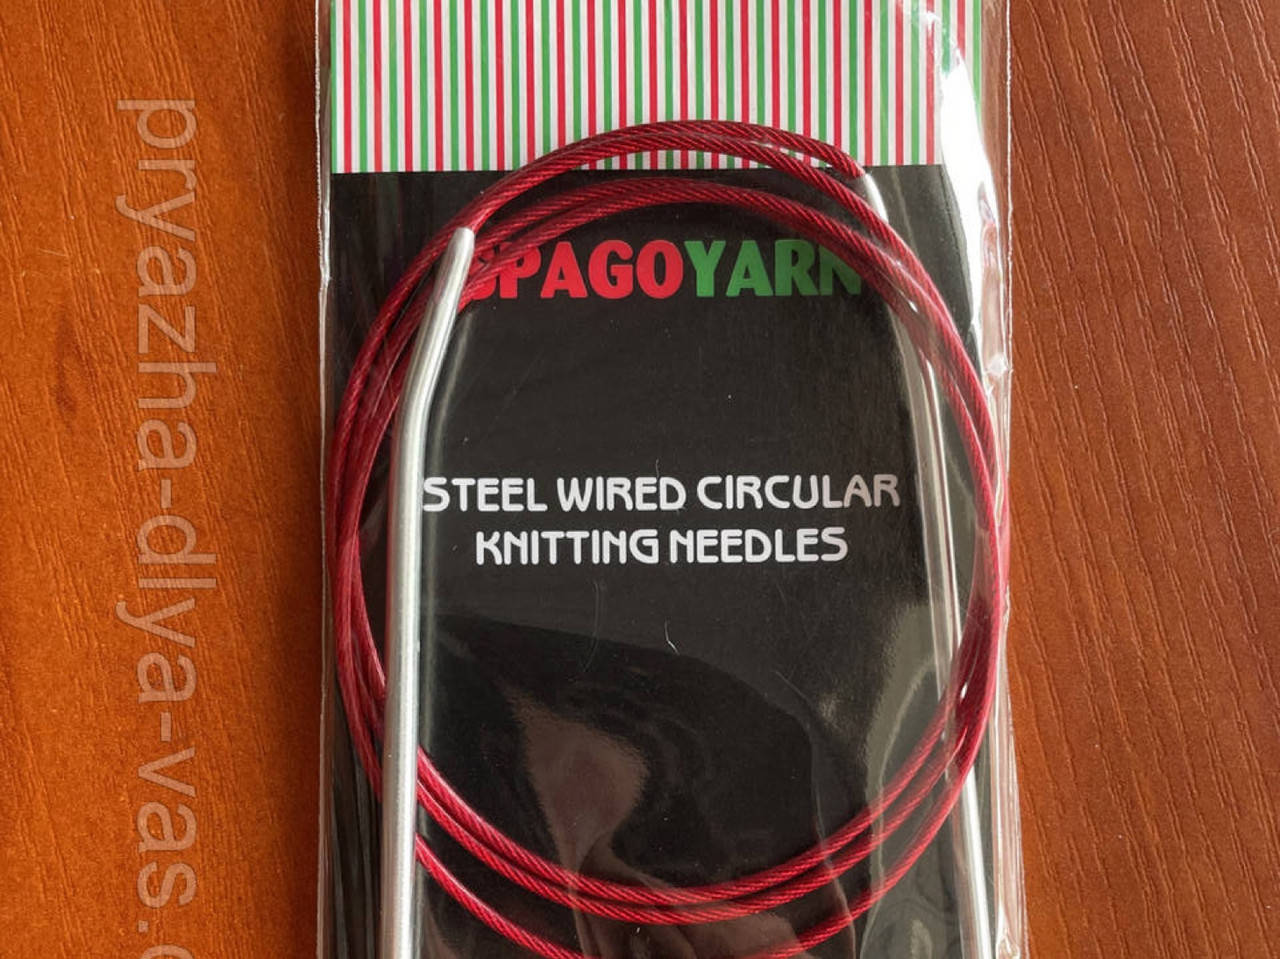 SPAGOYARN
STEEL WIRED CIRCULAR
KNITTING NEEDLES
pryazha-dlya-vas.